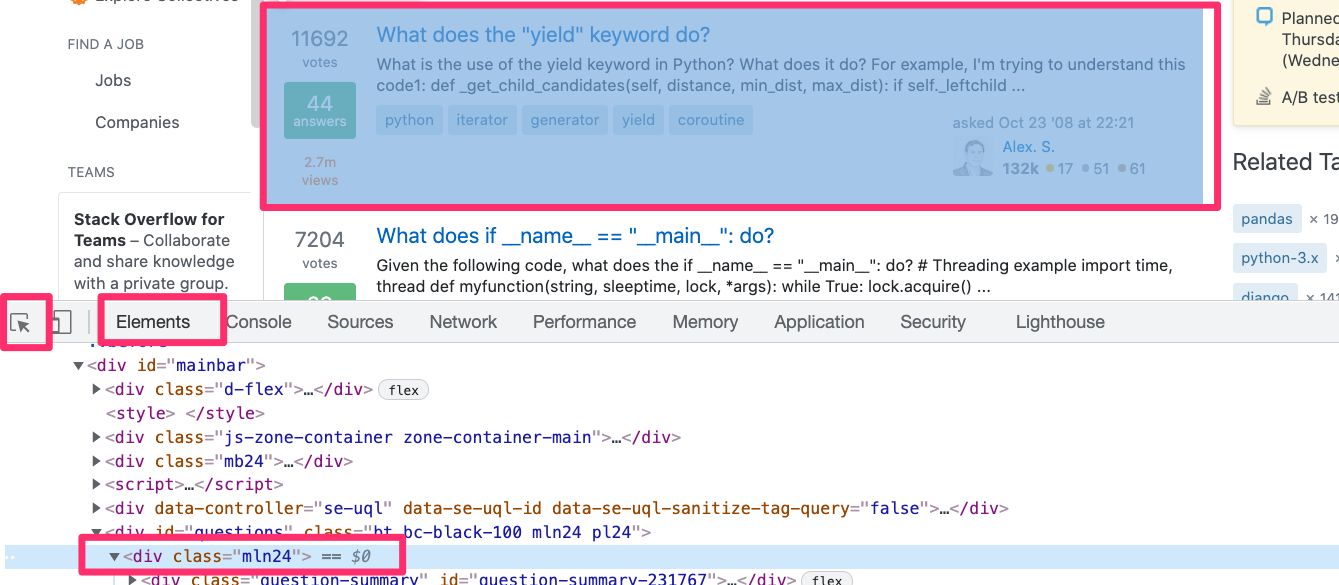 Explore Collectives
FIND A JOB
Jobs
Companies
TEAMS
Stack Overflow for
Teams – Collaborate
and share knowledge
with a private group.
11692
votes
44
answers
2.7m
views
What does the "yield" keyword do?
What is the use of the yield keyword in Python? What does it do? For example, I'm trying to understand this
code1: def _get_child_candidates(self, distance, min_dist, max_dist): if self._leftchild ...
python iterator generator yield coroutine
asked Oct 23 '08 at 22:21
Alex. S.
132k 17 51 61
7204
votes
What does if __name__ == "__main__": do?
Given the following code, what does the if __name__ == "__main__": do? # Threading example import time,
thread def myfunction(string, sleeptime, lock, *args): while True: lock.acquire() ...
Planned
Thursda
(Wedne
A/B test
Related Ta
pandas × 19
python-3.x
django × 141
Elements Console Sources Network Performance Memory Application Security Lighthouse
▼<div id="mainbar">
▶<div class="d-flex">…</div> flex
<style> </style>
▶<div class="js-zone-container zone-container-main">…</div>
▶<div class="mb24">…</div>
▶<script>…</script>
▶<div data-controller="se-uql" data-se-uql-id data-se-uql-sanitize-tag-query="false">…</div>
▼<div id="questions" class="bt bc-black-100 mln24 pl24">
▼<div class="mln24"> == $0
▶<div class="question-summary" id="question-summary-231767">…</div> flex